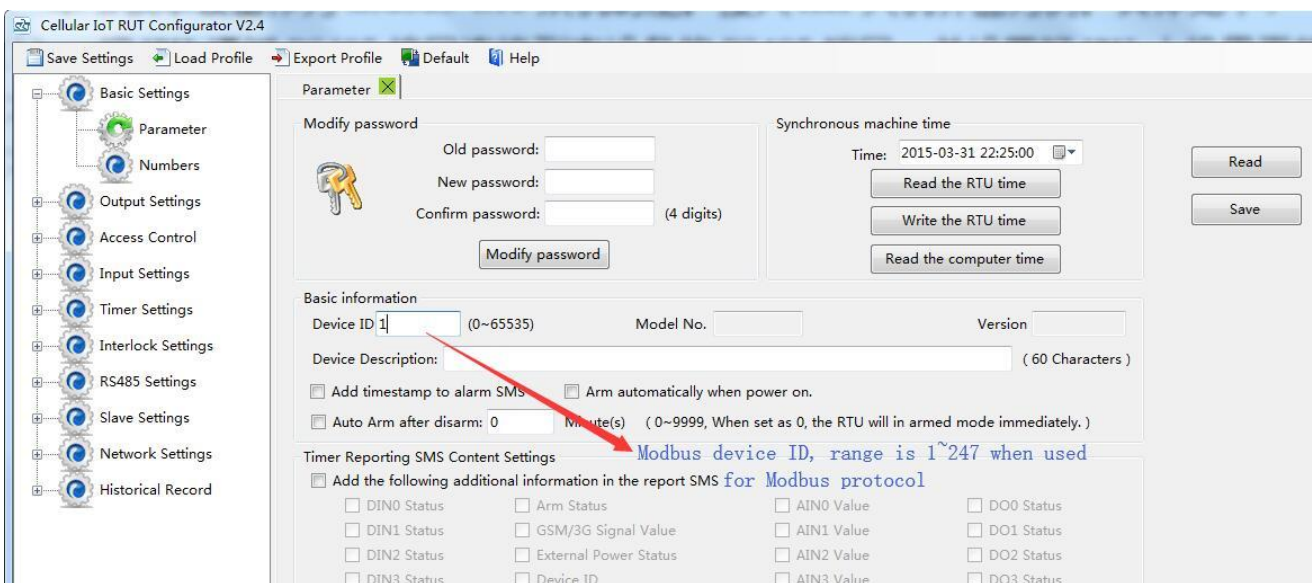 Cellular IoT RUT Configurator V2.4
Save Settings Load Profile Export Profile Default Help
Basic Settings
Parameter
Numbers
Output Settings
Access Control
Input Settings
Timer Settings
Interlock Settings
RS485 Settings
Slave Settings
Network Settings
Historical Record
Parameter
Modify password
Old password:
New password:
Confirm password: (4 digits)
Modify password
Synchronous machine time
Time: 2015-03-31 22:25:00
Read the RTU time
Write the RTU time
Read the computer time
Read
Save
Basic information
Device ID 1 (0~65535) Model No. Version
Device Description: ( 60 Characters )
Add timestamp to alarm SMS Arm automatically when power on.
Auto Arm after disarm: 0 Minute(s) ( 0~9999, When set as 0, the RTU will in armed mode immediately. )
Modbus device ID, range is 1~247 when used
for Modbus protocol
Timer Reporting SMS Content Settings
Add the following additional information in the report SMS
DIN0 Status Arm Status AIN0 Value DO0 Status
DIN1 Status GSM/3G Signal Value AIN1 Value DO1 Status
DIN2 Status External Power Status AIN2 Value DO2 Status
DIN3 Status Device ID AIN3 Value DO3 Status